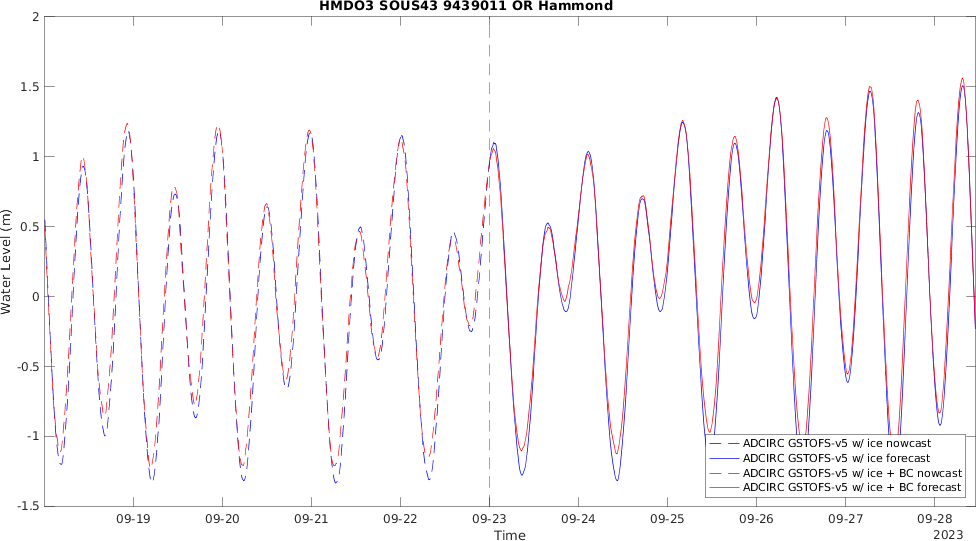 HMDO3 SOUS43 9439011 OR Hammond
2
1.5
1
0.5
0
-0.5
-1
-1.5
Water Level (m)
09-19 09-20 09-21 09-22 09-23 09-24 09-25 09-26 09-27 09-28
Time
2023
ADCIRC GSTOFS-v5 w/ ice nowcast
ADCIRC GSTOFS-v5 w/ ice forecast
ADCIRC GSTOFS-v5 w/ ice + BC nowcast
ADCIRC GSTOFS-v5 w/ ice + BC forecast